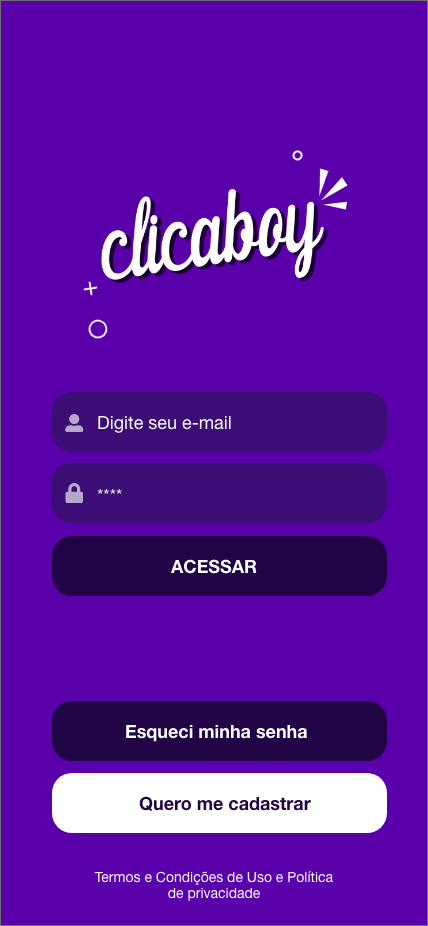 clicaboy
Digite seu e-mail
****
ACESSAR
Esqueci minha senha
Quero me cadastrar
Termos e Condições de Uso e Política
de privacidade